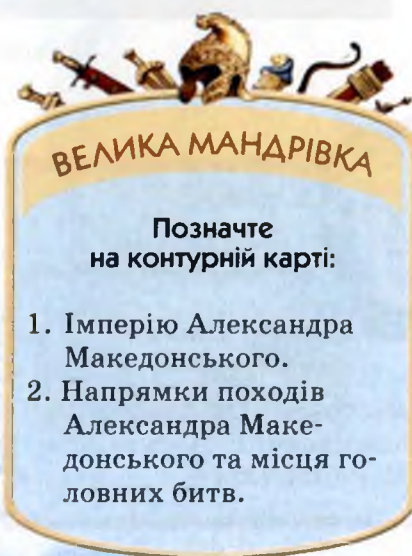 ВЕЛИКА МАНДРІВКА
Позначте
на контурній карті:
1. Імперію Александра
Македонського.
2. Напрямки походів
Александра Маке-
донського та місця го-
ловних битв.